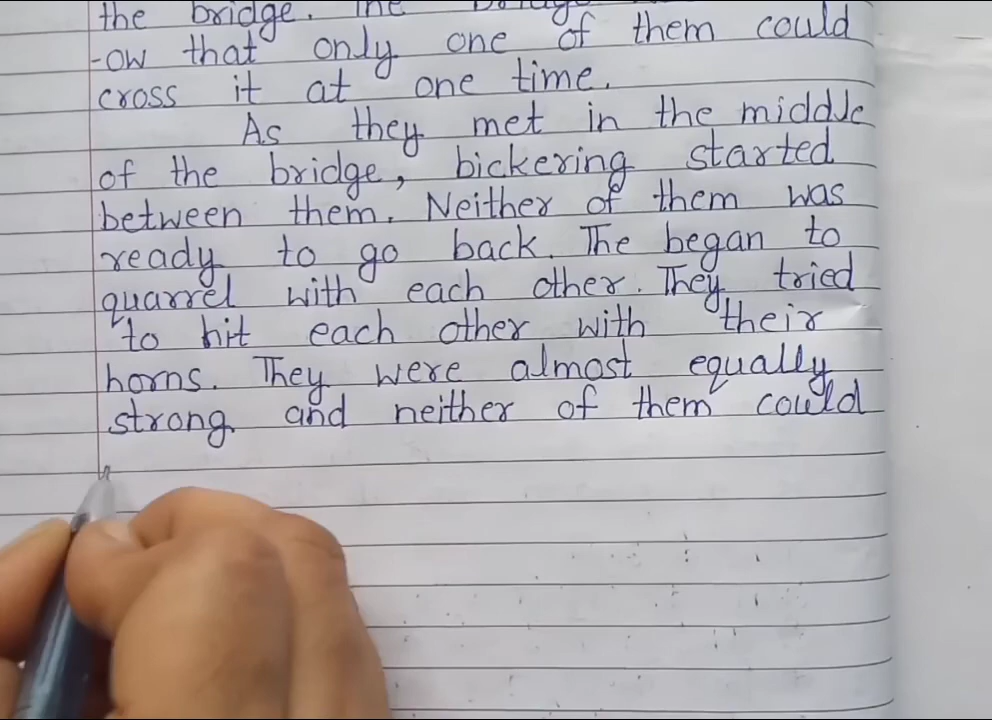 the bridge. The
-ow that only one of them could
cross it at one time.
As they met in the middle
of the bridge, bickering started
between them. Neither of them was
ready to go back. The began to
quarrel with each other. They tried
to hit each other with their
horns. They were almost equally
strong and neither of them could